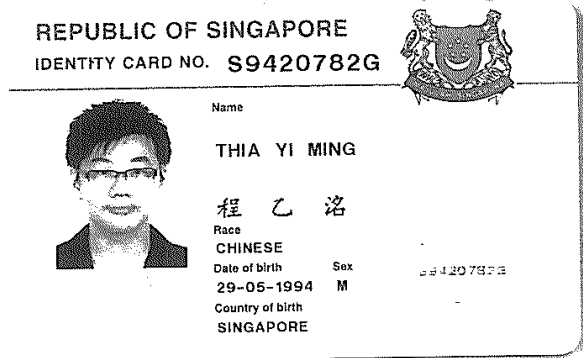 REPUBLIC OF SINGAPORE
IDENTITY CARD NO. S9420782G
Name
THIA YI MING
程 乙 洺
Race
CHINESE
Date of birth Sex
29-05-1994 M S9420782G
Country of birth
SINGAPORE